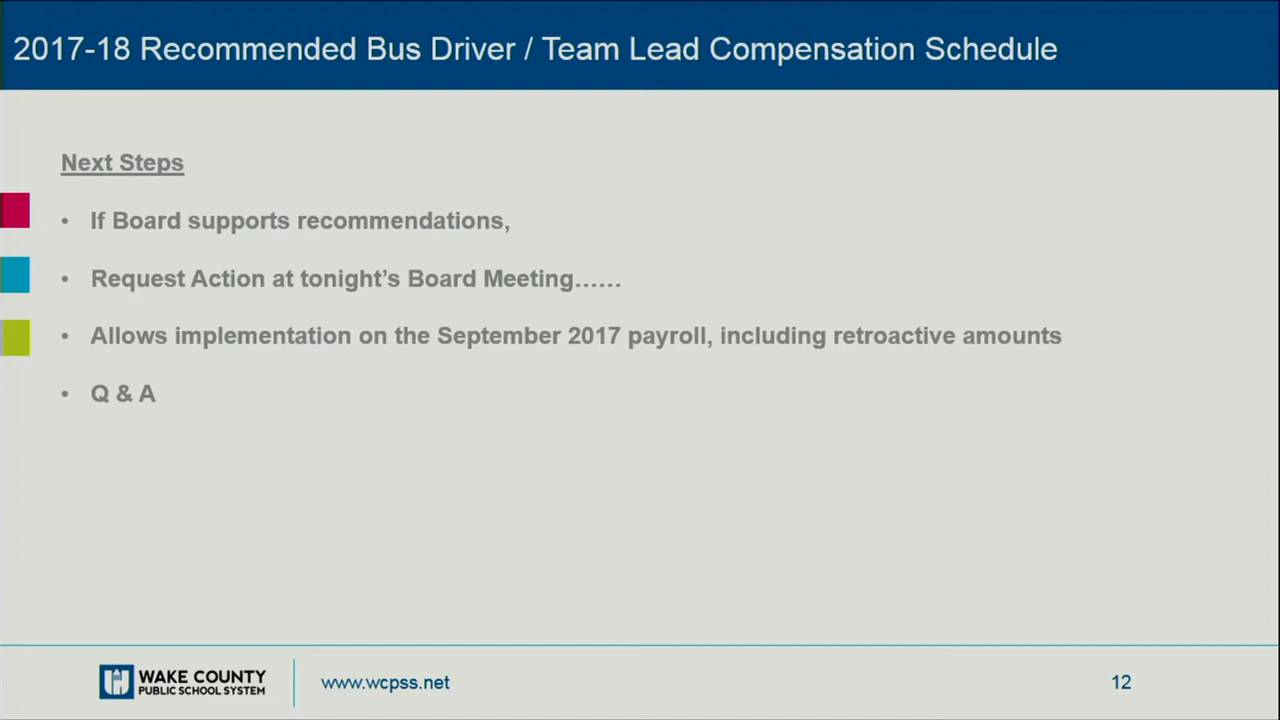 2017-18 Recommended Bus Driver / Team Lead Compensation Schedule
Next Steps
• If Board supports recommendations,
• Request Action at tonight's Board Meeting......
• Allows implementation on the September 2017 payroll, including retroactive amounts
• Q & A
WAKE COUNTY
PUBLIC SCHOOL SYSTEM
www.wcpss.net
12